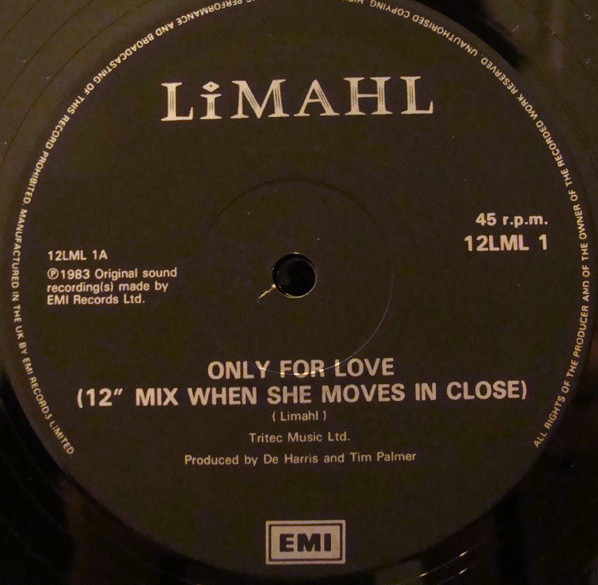 LiMAHL
45 r.p.m.
12LML 1
12LML 1A
℗1983 Original sound
recording(s) made by
EMI Records Ltd.
ONLY FOR LOVE
(12" MIX WHEN SHE MOVES IN CLOSE)
( Limahl )
Tritec Music Ltd.
Produced by De Harris and Tim Palmer
EMI
ALL RIGHTS OF THE PRODUCER AND OF THE OWNER OF THE RECORDED WORK RESERVED UNAUTHORISED COPYING PERFORMANCE AND BROADCASTING OF THIS RECORD PROHIBITED. MANUFACTURED IN THE UK BY EMI RECORDS LIMITED